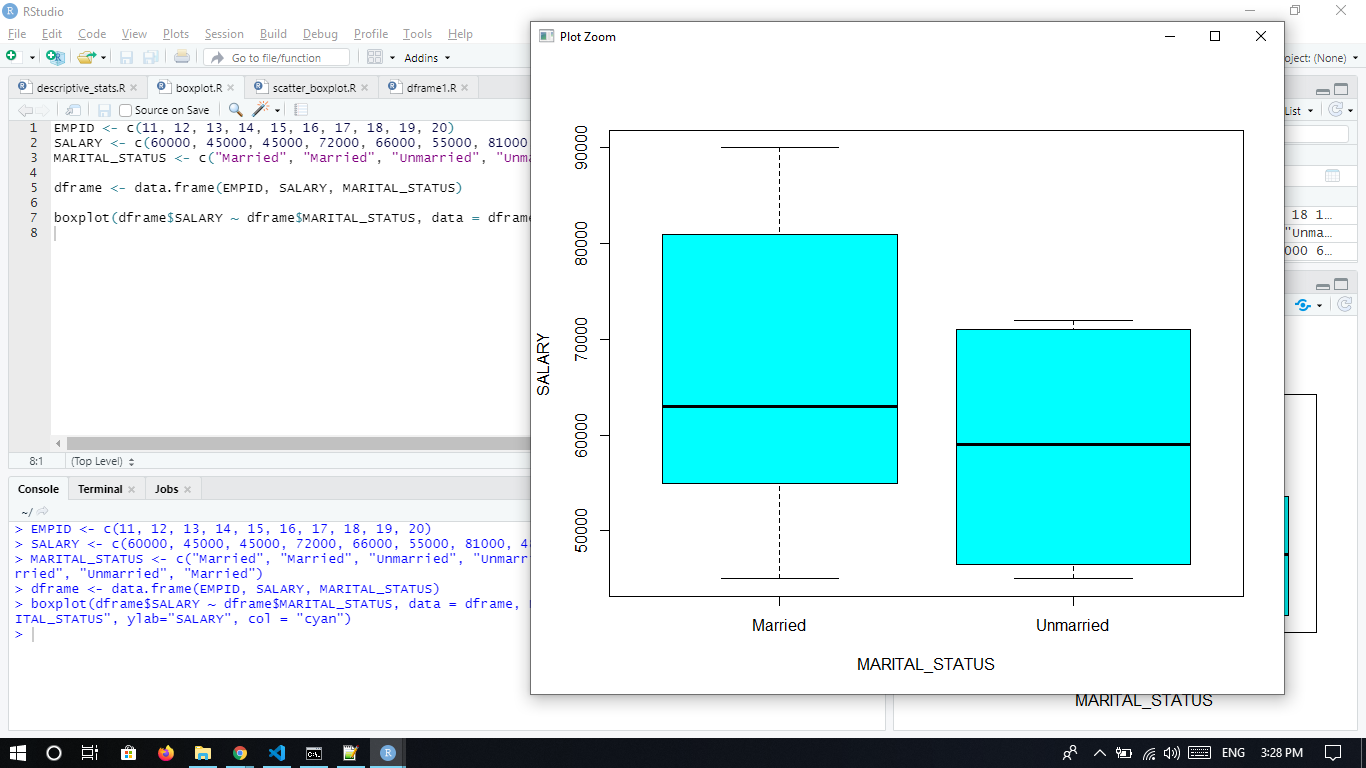 RStudio
File Edit Code View Plots Session Build Debug Profile Tools Help
Go to file/function Addins
descriptive_stats.R boxplot.R scatter_boxplot.R dframe1.R
Source on Save
1 EMPID <- c(11, 12, 13, 14, 15, 16, 17, 18, 19, 20)
2 SALARY <- c(60000, 45000, 45000, 72000, 66000, 55000, 81000
3 MARITAL_STATUS <- c("Married", "Married", "Unmarried", "Unma
4
5 dframe <- data.frame(EMPID, SALARY, MARITAL_STATUS)
6
7 boxplot(dframe$SALARY ~ dframe$MARITAL_STATUS, data = dframe
8
8:1 (Top Level)
Console Terminal Jobs
~/
> EMPID <- c(11, 12, 13, 14, 15, 16, 17, 18, 19, 20)
> SALARY <- c(60000, 45000, 45000, 72000, 66000, 55000, 81000,
> MARITAL_STATUS <- c("Married", "Married", "Unmarried", "Unmarr
rried", "Unmarried", "Married")
> dframe <- data.frame(EMPID, SALARY, MARITAL_STATUS)
> boxplot(dframe$SALARY ~ dframe$MARITAL_STATUS, data = dframe,
ITAL_STATUS", ylab="SALARY", col = "cyan")
>
Plot Zoom
90000
80000
70000
60000
50000
SALARY
Married Unmarried
MARITAL_STATUS
oject: (None)
List
18 1...
"Unma...
000 6...
MARITAL_STATUS
ENG 3:28 PM